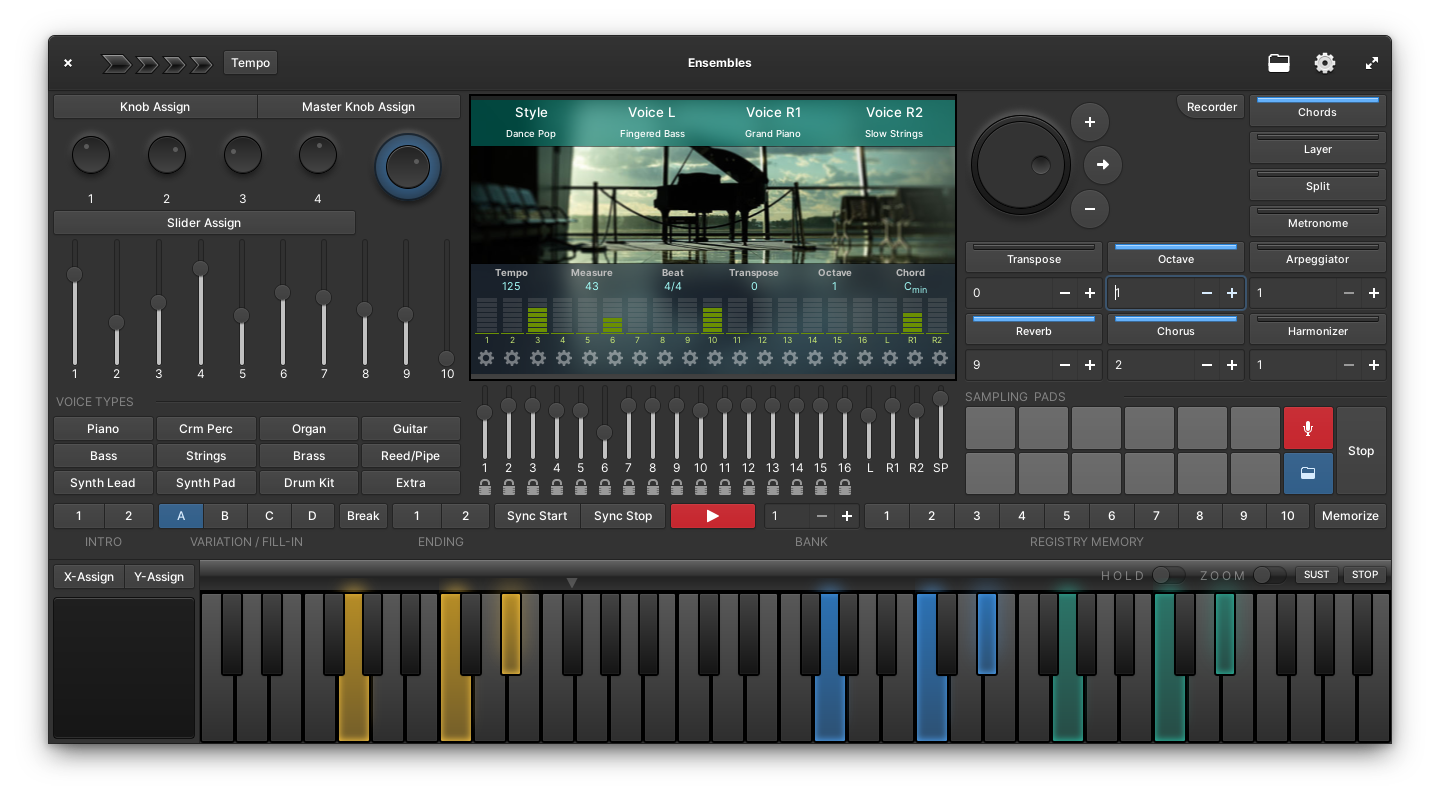 Tempo
Ensembles
Knob Assign Master Knob Assign
1 2 3 4
Slider Assign
1 2 3 4 5 6 7 8 9 10
VOICE TYPES
Piano Crm Perc Organ Guitar
Bass Strings Brass Reed/Pipe
Synth Lead Synth Pad Drum Kit Extra
Style Voice L Voice R1 Voice R2
Dance Pop Fingered Bass Grand Piano Slow Strings
Tempo Measure Beat Transpose Octave Chord
125 43 4/4 0 1 Cmin
1 2 3 4 5 6 7 8 9 10 11 12 13 14 15 16 L R1 R2
1 2 3 4 5 6 7 8 9 10 11 12 13 14 15 16 L R1 R2 SP
+
−
Recorder
Chords
Layer
Split
Metronome
Transpose Octave Arpeggiator
0 − + 1 − + 1 − +
Reverb Chorus Harmonizer
9 − + 2 − + 1 − +
SAMPLING PADS
Stop
1 2 A B C D Break 1 2 Sync Start Sync Stop 1 − + 1 2 3 4 5 6 7 8 9 10 Memorize
INTRO VARIATION / FILL-IN ENDING BANK REGISTRY MEMORY
X-Assign Y-Assign
HOLD ZOOM SUST STOP